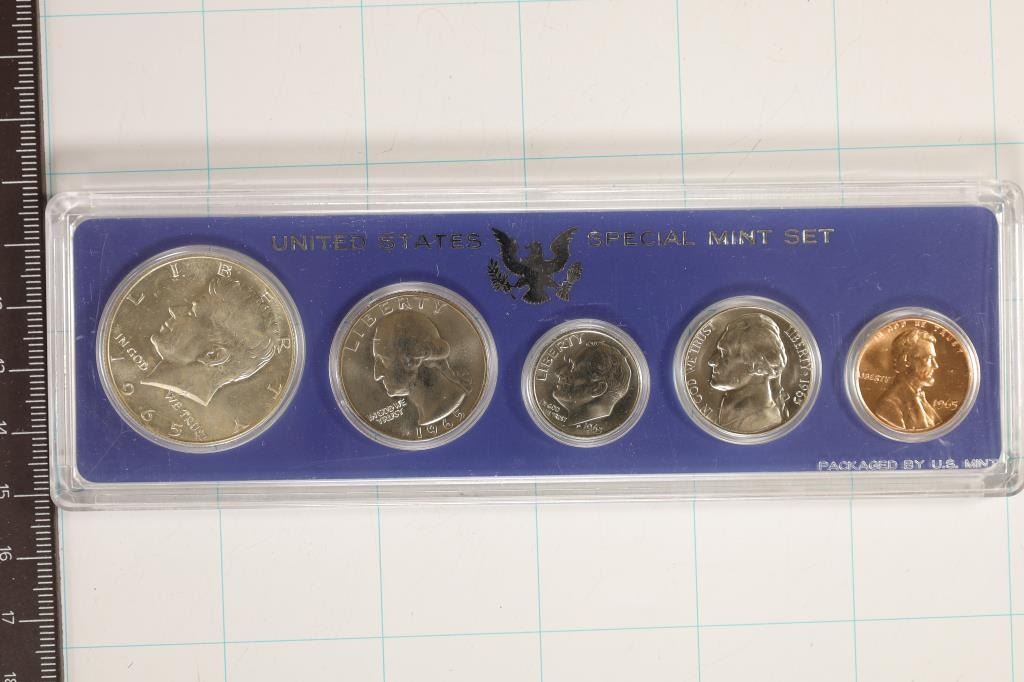 UNITED STATES SPECIAL MINT SET
LIBERTY
IN GOD
WE TRUST
1965
LIBERTY
IN GOD WE
TRUST
1965
LIBERTY
IN GOD
WE TRUST
1965
IN GOD WE TRUST
LIBERTY 1965
IN GOD WE TRUST
LIBERTY
1965
PACKAGED BY U.S. MINT
13
14
15
16
17
18